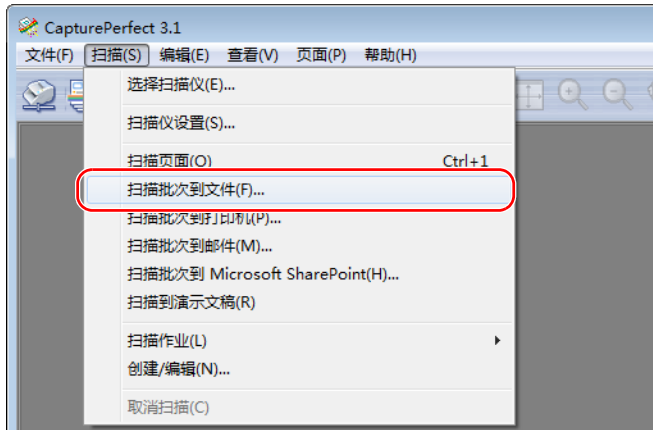 CapturePerfect 3.1
文件(F) 扫描(S) 编辑(E) 查看(V) 页面(P) 帮助(H)
选择扫描仪(E)...
扫描仪设置(S)...
扫描页面(O) Ctrl+1
扫描批次到文件(F)...
扫描批次到打印机(P)...
扫描批次到邮件(M)...
扫描批次到 Microsoft SharePoint(H)...
扫描到演示文稿(R)
扫描作业(L)
创建/编辑(N)...
取消扫描(C)